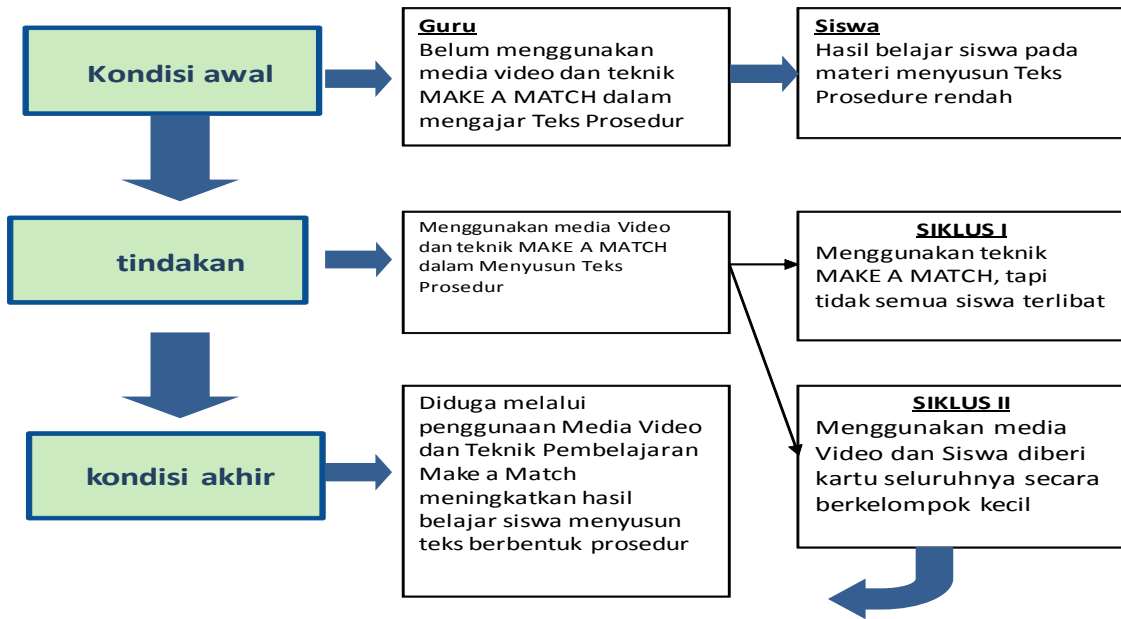 Kondisi awal
Guru
Belum menggunakan
media video dan teknik
MAKE A MATCH dalam
mengajar Teks Prosedur
Siswa
Hasil belajar siswa pada
materi menyusun Teks
Prosedure rendah
tindakan
Menggunakan media Video
dan teknik MAKE A MATCH
dalam Menyusun Teks
Prosedur
SIKLUS I
Menggunakan teknik
MAKE A MATCH, tapi
tidak semua siswa terlibat
kondisi akhir
Diduga melalui
penggunaan Media Video
dan Teknik Pembelajaran
Make a Match
meningkatkan hasil
belajar siswa menyusun
teks berbentuk prosedur
SIKLUS II
Menggunakan media
Video dan Siswa diberi
kartu seluruhnya secara
berkelompok kecil